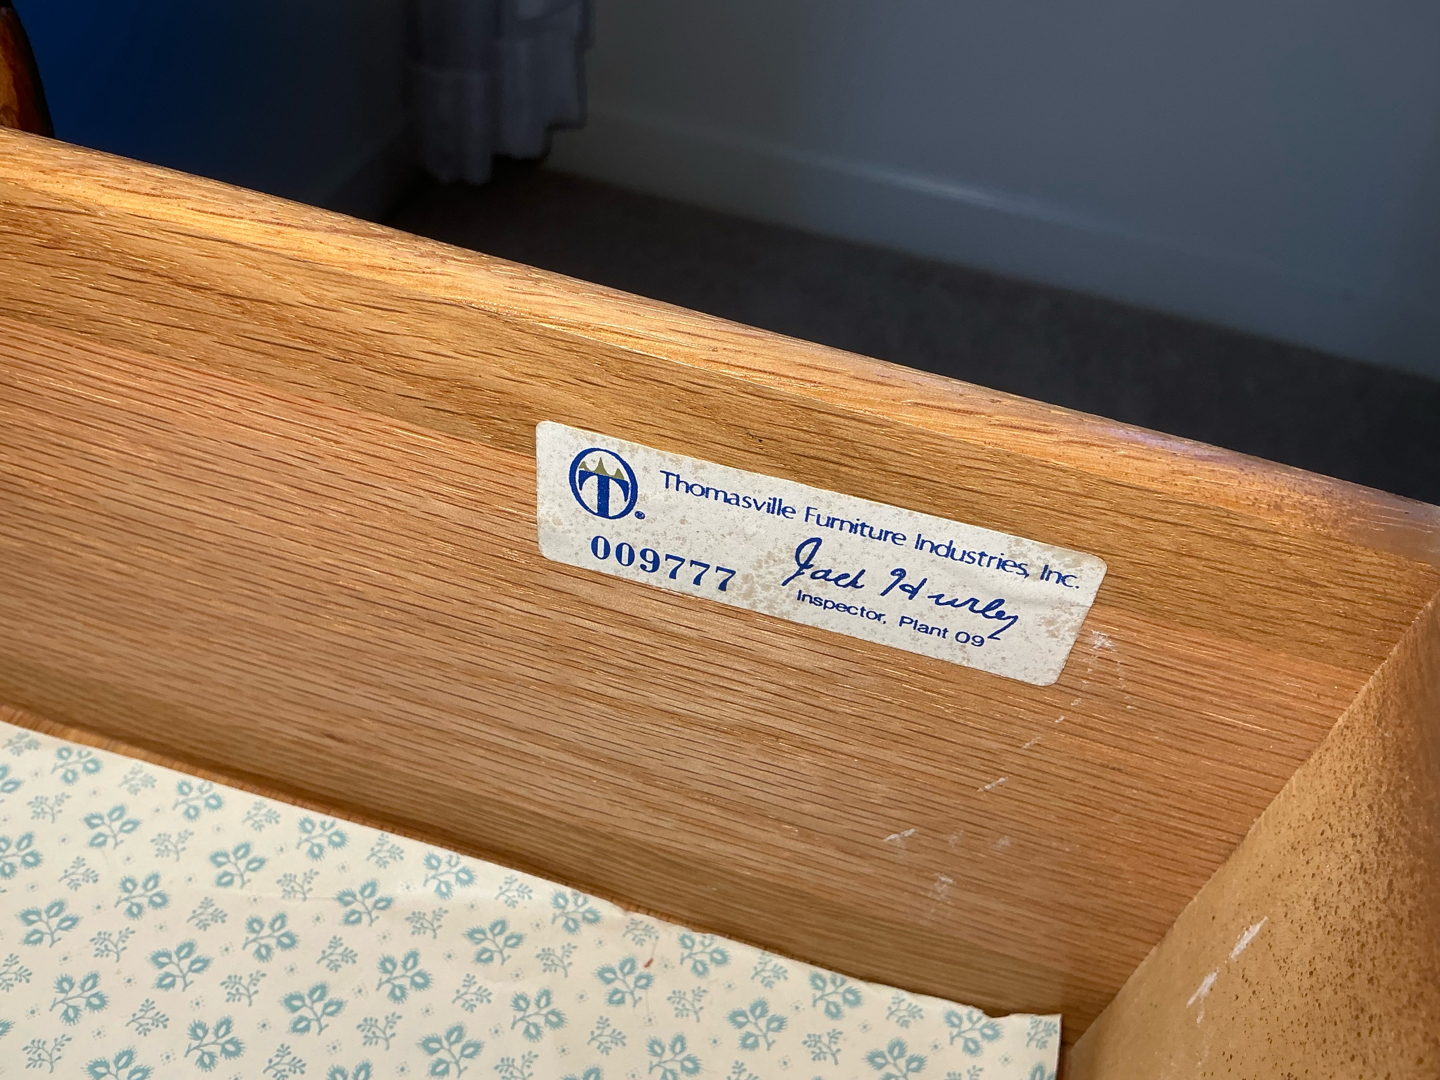 T®
Thomasville Furniture Industries, Inc.
009777
Jack Hurley
Inspector, Plant 09